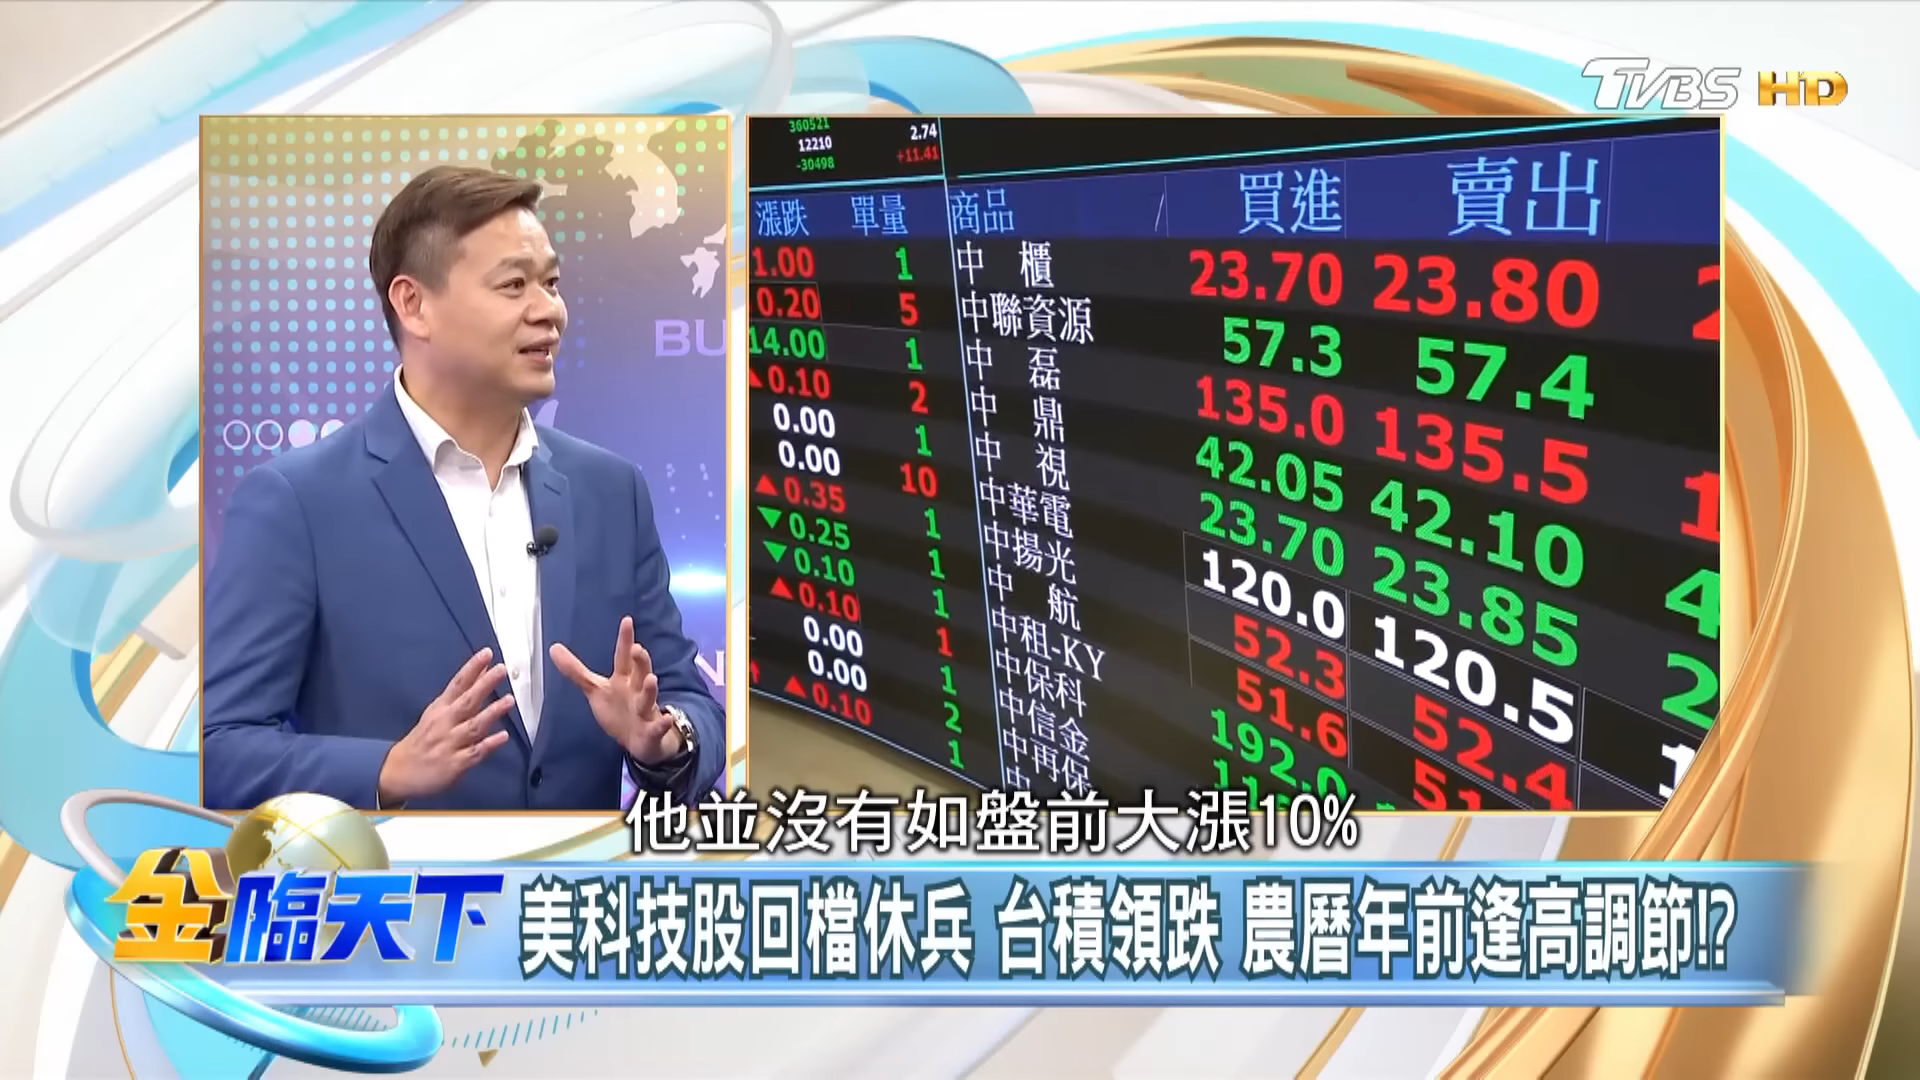 TVBS HD
360521
12210
-30498
2.74
+11.41
漲跌 單量 商品 買進 賣出
1.00 1 中櫃 23.70 23.80
0.20 5 中聯資源 57.3 57.4
14.00 1 中磊 135.0 135.5
▲0.10 2 中鼎 42.05 42.10
0.00 1 中視 23.70 23.85
0.00 10 中華電 120.0 120.5
▲0.35 1 中揚光 52.3 52.4
▼0.25 1 中航 51.6
▼0.10 1 中租-KY 192.0
▲0.10 1 中保科
0.00 1 中信金
0.00 2 中再保
▲0.10 1
BU
他並沒有如盤前大漲10%
金臨天下
美科技股回檔休兵 台積領跌 農曆年前逢高調節!?